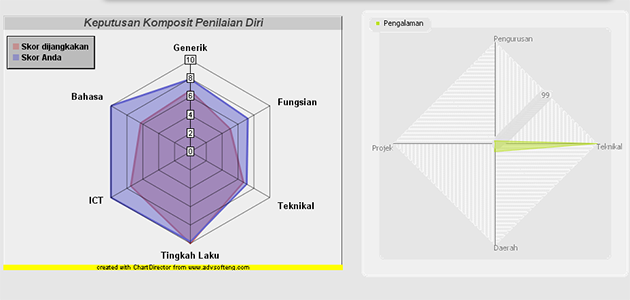 Keputusan Komposit Penilaian Diri
Skor dijangkakan
Skor Anda
Generik
10
8
6
4
2
0
Bahasa
Fungsian
ICT
Teknikal
Tingkah Laku
created with ChartDirector from www.advsofteng.com
Pengalaman
Pengurusan
99
Projek
Teknikal
Daerah